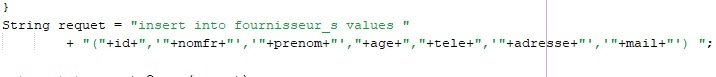 }
String requet = "insert into fournisseur_s values "
+ "("+id+",'"+nomfr+"','"+prenom+"',"+age+","+tele+",'"+adresse+"','"+mail+"') ";